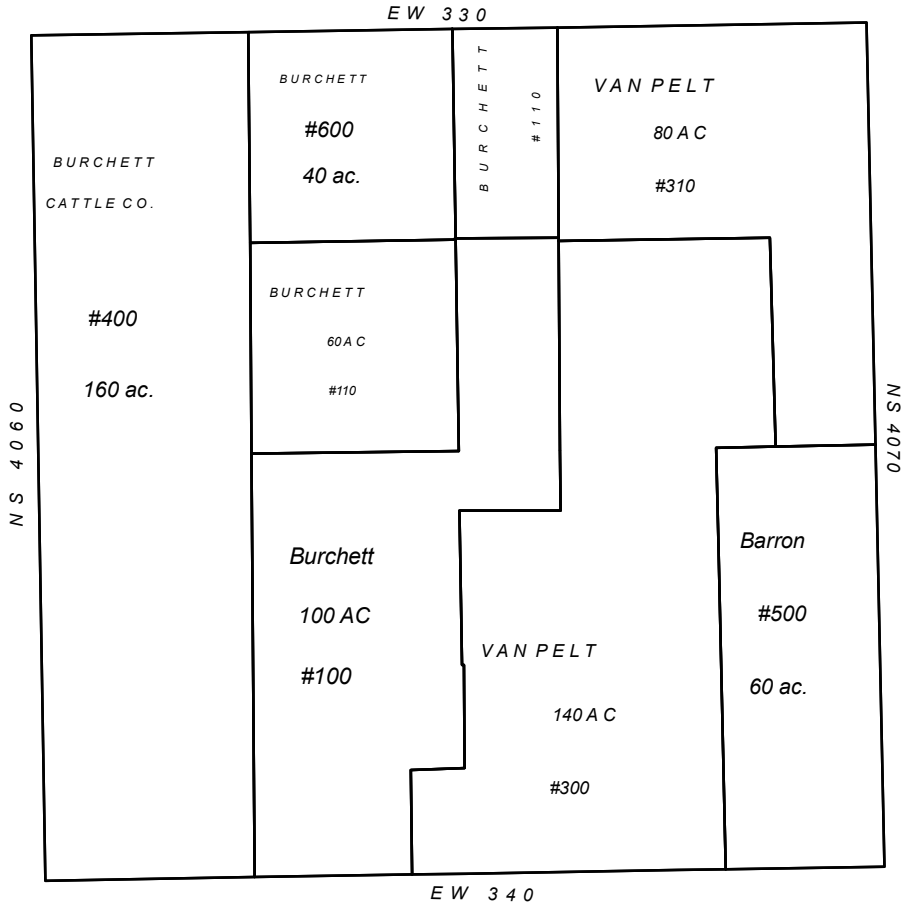 EW 330
BURCHETT
CATTLE CO.
#400
160 ac.
BURCHETT
#600
40 ac.
BURCHETT
#110
VAN PELT
80 AC
#310
BURCHETT
60 AC
#110
Burchett
100 AC
#100
VAN PELT
140 AC
#300
Barron
#500
60 ac.
NS 4060
NS 4070
EW 340